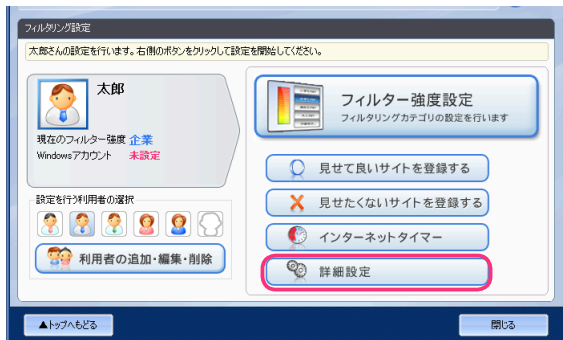 フィルタリング設定
太郎さんの設定を行います。右側のボタンをクリックして設定を開始してください。
太郎
現在のフィルター強度 企業
Windowsアカウント 未設定
設定を行う利用者の選択
利用者の追加・編集・削除
フィルター強度設定
フィルタリングカテゴリの設定を行います
見せて良いサイトを登録する
見せたくないサイトを登録する
インターネットタイマー
詳細設定
▲トップへもどる
閉じる